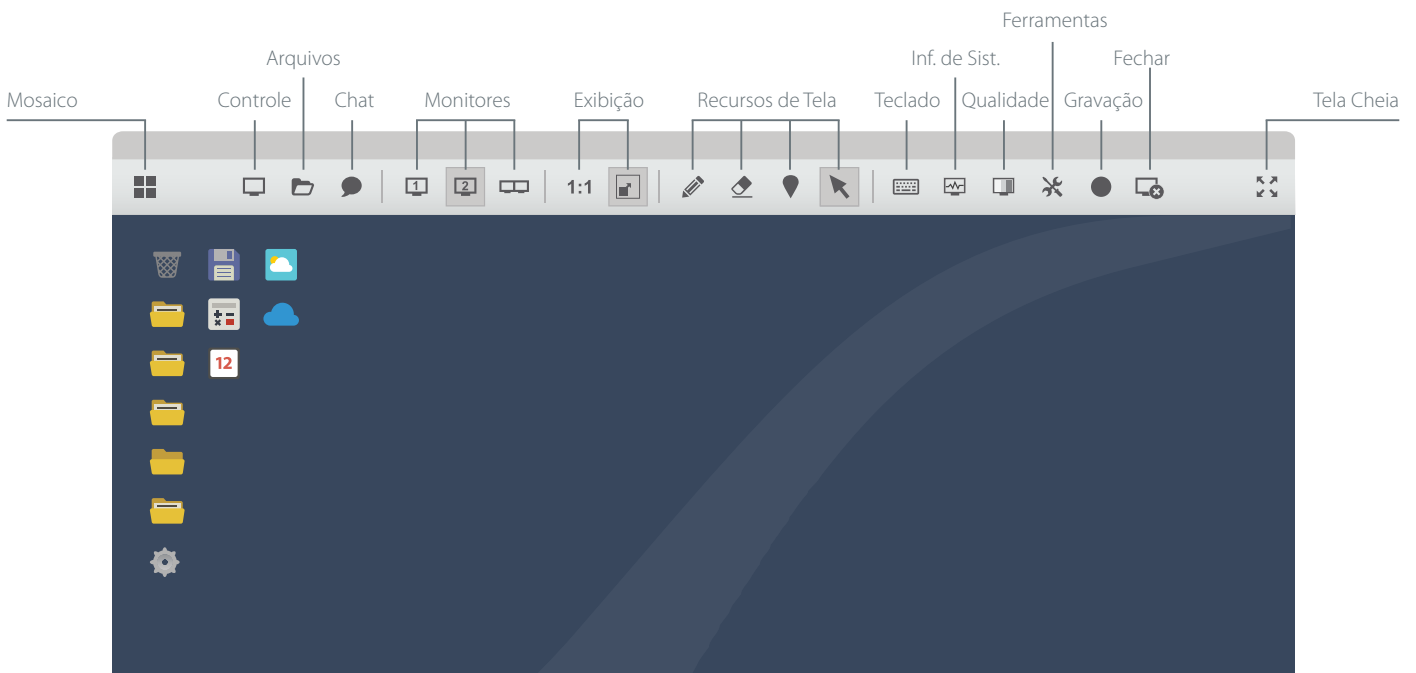 Ferramentas
Arquivos
Inf. de Sist.
Fechar
Mosaico
Controle
Chat
Monitores
Exibição
Recursos de Tela
Teclado
Qualidade
Gravação
Tela Cheia
1
2
1:1
12